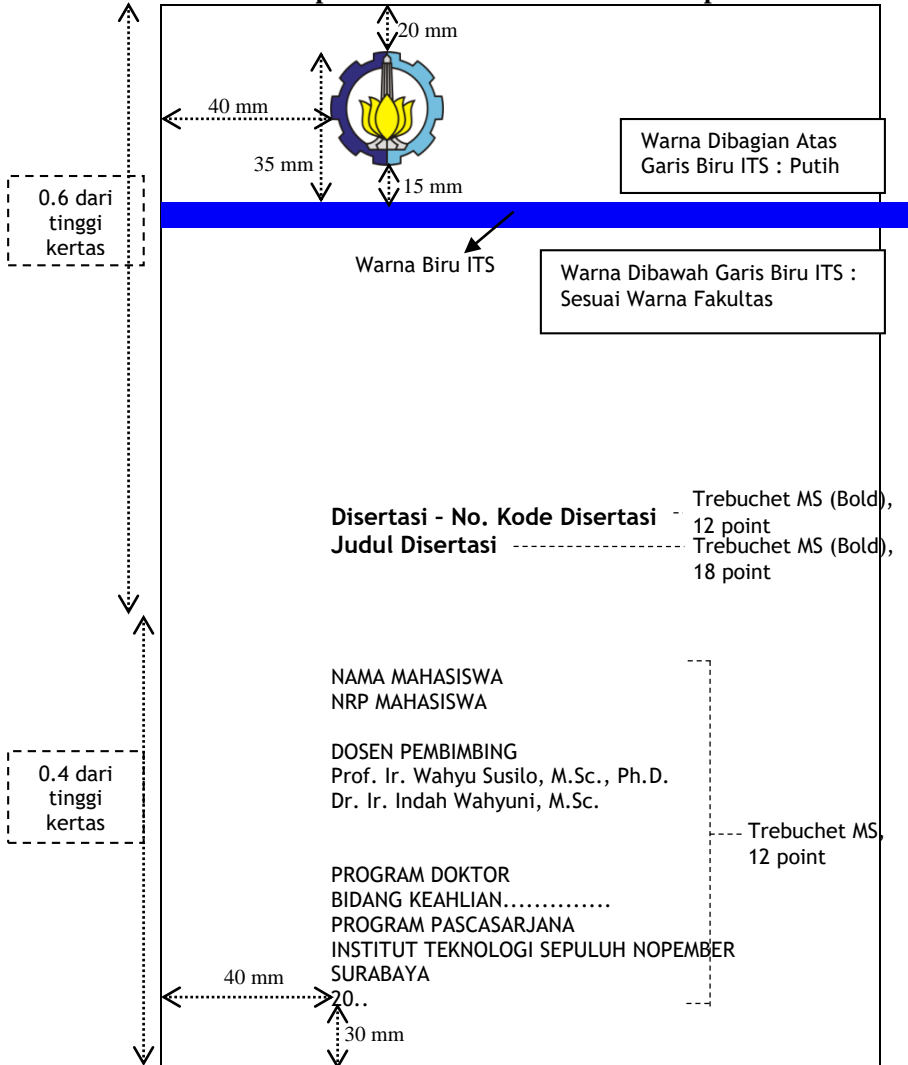 20 mm
40 mm
35 mm
15 mm
Warna Dibagian Atas
Garis Biru ITS : Putih
0.6 dari
tinggi
kertas
Warna Biru ITS
Warna Dibawah Garis Biru ITS :
Sesuai Warna Fakultas
Disertasi – No. Kode Disertasi
Trebuchet MS (Bold),
12 point
Judul Disertasi
Trebuchet MS (Bold),
18 point
NAMA MAHASISWA
NRP MAHASISWA
DOSEN PEMBIMBING
Prof. Ir. Wahyu Susilo, M.Sc., Ph.D.
Dr. Ir. Indah Wahyuni, M.Sc.
0.4 dari
tinggi
kertas
Trebuchet MS,
12 point
PROGRAM DOKTOR
BIDANG KEAHLIAN..............
PROGRAM PASCASARJANA
INSTITUT TEKNOLOGI SEPULUH NOPEMBER
SURABAYA
20..
40 mm
30 mm